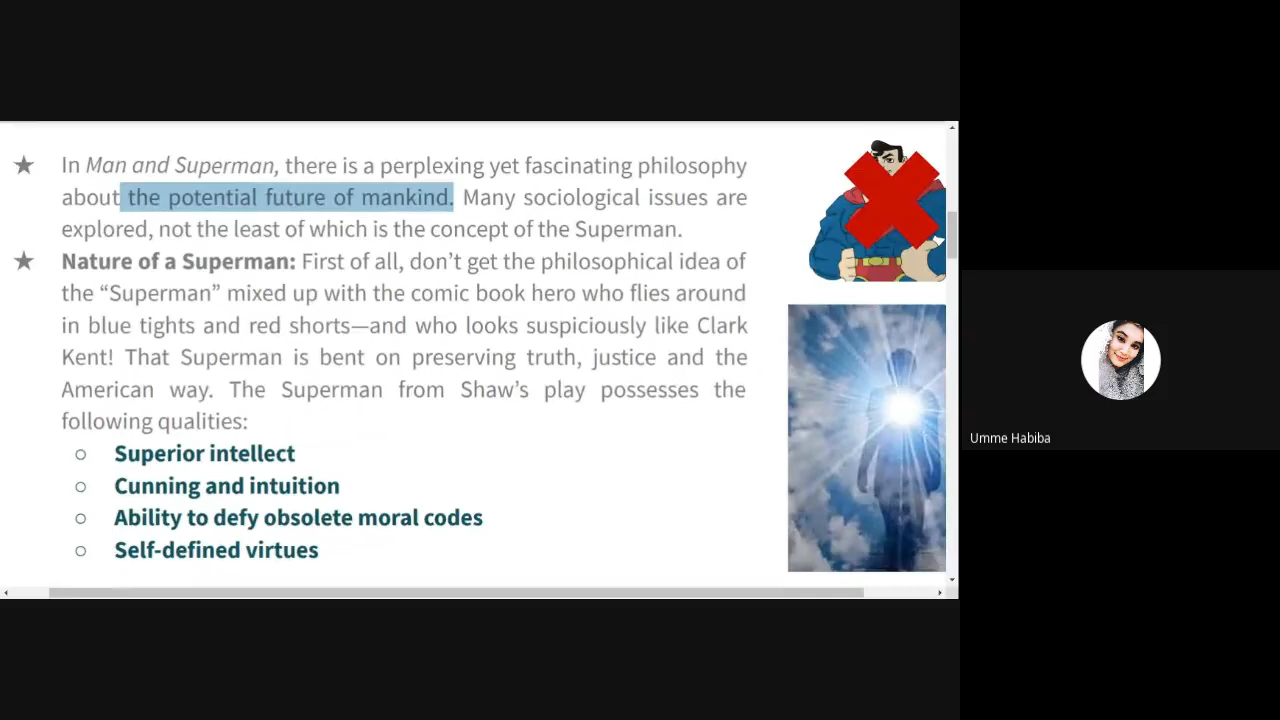 ★ In Man and Superman, there is a perplexing yet fascinating philosophy
about the potential future of mankind. Many sociological issues are
explored, not the least of which is the concept of the Superman.
★ Nature of a Superman: First of all, don’t get the philosophical idea of
the “Superman” mixed up with the comic book hero who flies around
in blue tights and red shorts—and who looks suspiciously like Clark
Kent! That Superman is bent on preserving truth, justice and the
American way. The Superman from Shaw’s play possesses the
following qualities:
○ Superior intellect
○ Cunning and intuition
○ Ability to defy obsolete moral codes
○ Self-defined virtues
Umme Habiba